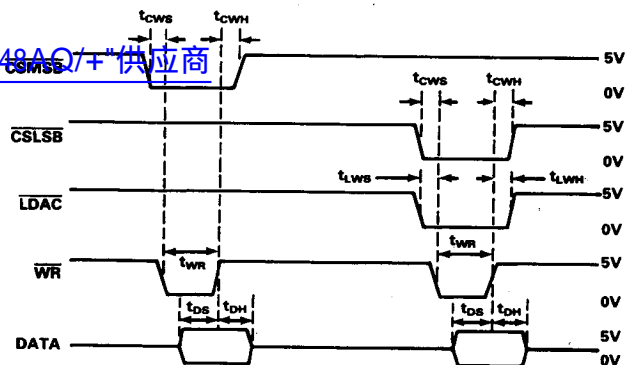 tCWS tCWH
48AQ/+"供应商
CSMSB 5V
0V
tCWS tCWH
CSLSB 5V
0V
tLWS tLWH
LDAC 5V
0V
tWR tWR
WR 5V
0V
tDS tDH tDS tDH
DATA 5V
0V